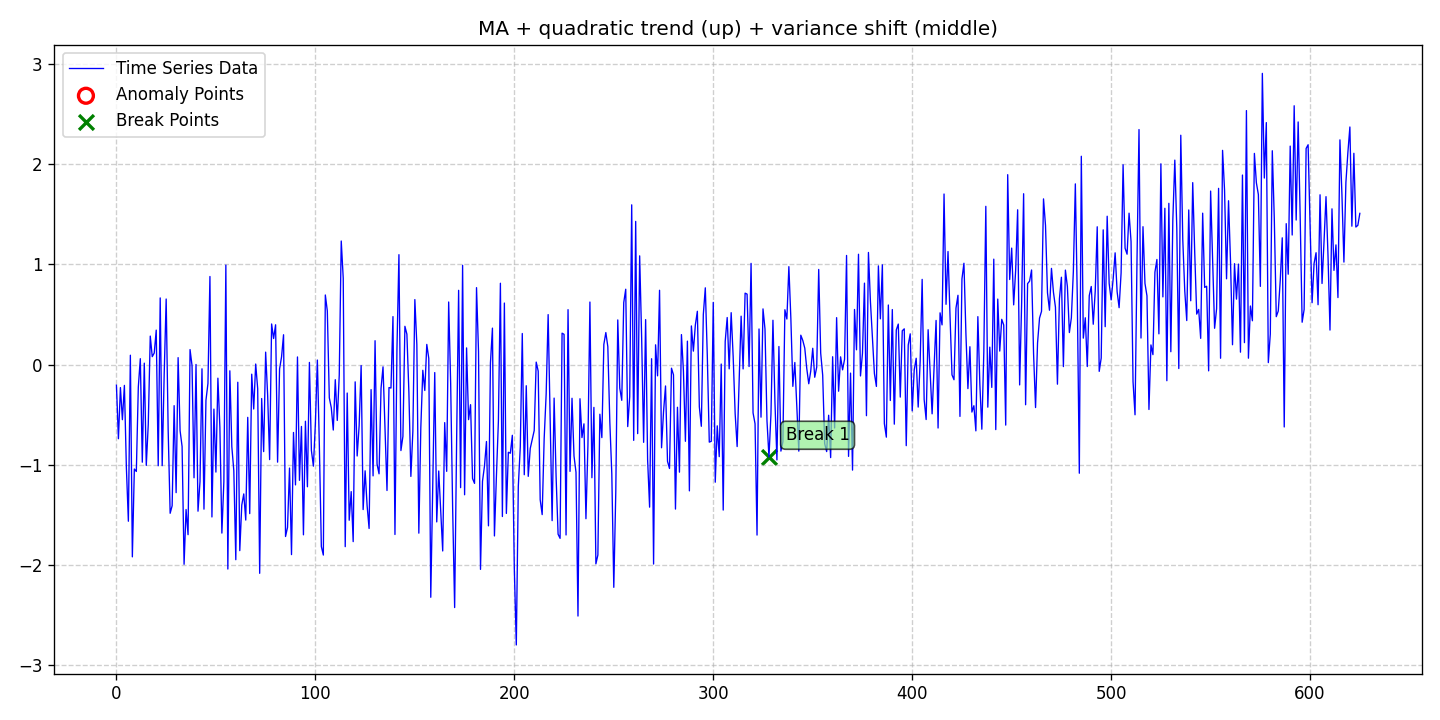 MA + quadratic trend (up) + variance shift (middle)
Time Series Data
Anomaly Points
Break Points
Break 1
3
2
1
0
−1
−2
−3
0 100 200 300 400 500 600